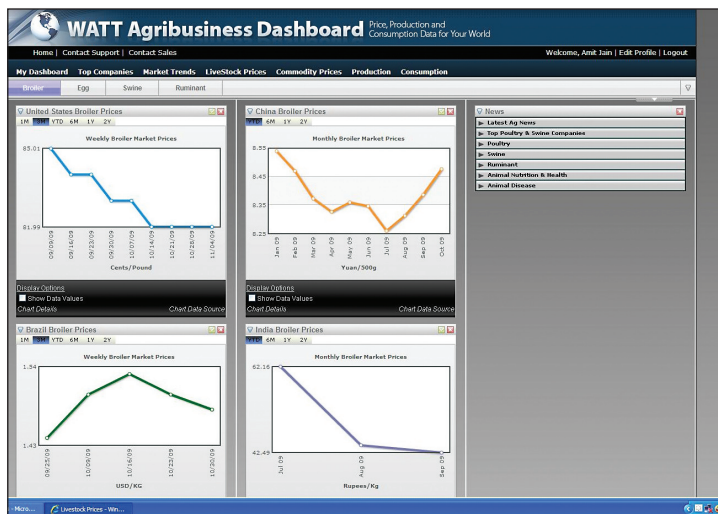 WATT Agribusiness Dashboard
Price, Production and
Consumption Data for Your World
Home | Contact Support | Contact Sales
Welcome, Amit Jain | Edit Profile | Logout
My Dashboard Top Companies Market Trends LiveStock Prices Commodity Prices Production Consumption
Broiler Egg Swine Ruminant
United States Broiler Prices
1M 3M YTD 6M 1Y 2Y
Weekly Broiler Market Prices
85.01
81.99
09/09/09 09/16/09 09/23/09 09/30/09 10/07/09 10/14/09 10/21/09 10/28/09 11/04/09
Cents/Pound
Display Options
Show Data Values
Chart Details Chart Data Source
China Broiler Prices
YTD 6M 1Y 2Y
Monthly Broiler Market Prices
8.55
8.45
8.35
8.25
Jan 09 Feb 09 Mar 09 Apr 09 May 09 Jun 09 Jul 09 Aug 09 Sep 09 Oct 09
Yuan/300g
Display Options
Show Data Values
Chart Details Chart Data Source
News
Latest Ag News
Top Poultry & Swine Companies
Poultry
Swine
Ruminant
Animal Nutrition & Health
Animal Disease
Brazil Broiler Prices
1M 3M YTD 6M 1Y 2Y
Weekly Broiler Market Prices
1.94
1.43
09/25/09 10/09/09 10/16/09 10/23/09 10/20/09
USD/KG
India Broiler Prices
YTD 6M 1Y 2Y
Monthly Broiler Market Prices
62.16
42.49
Jul 09 Aug 09 Sep 09
Rupees/Kg
Micro... Livestock Prices - Win...